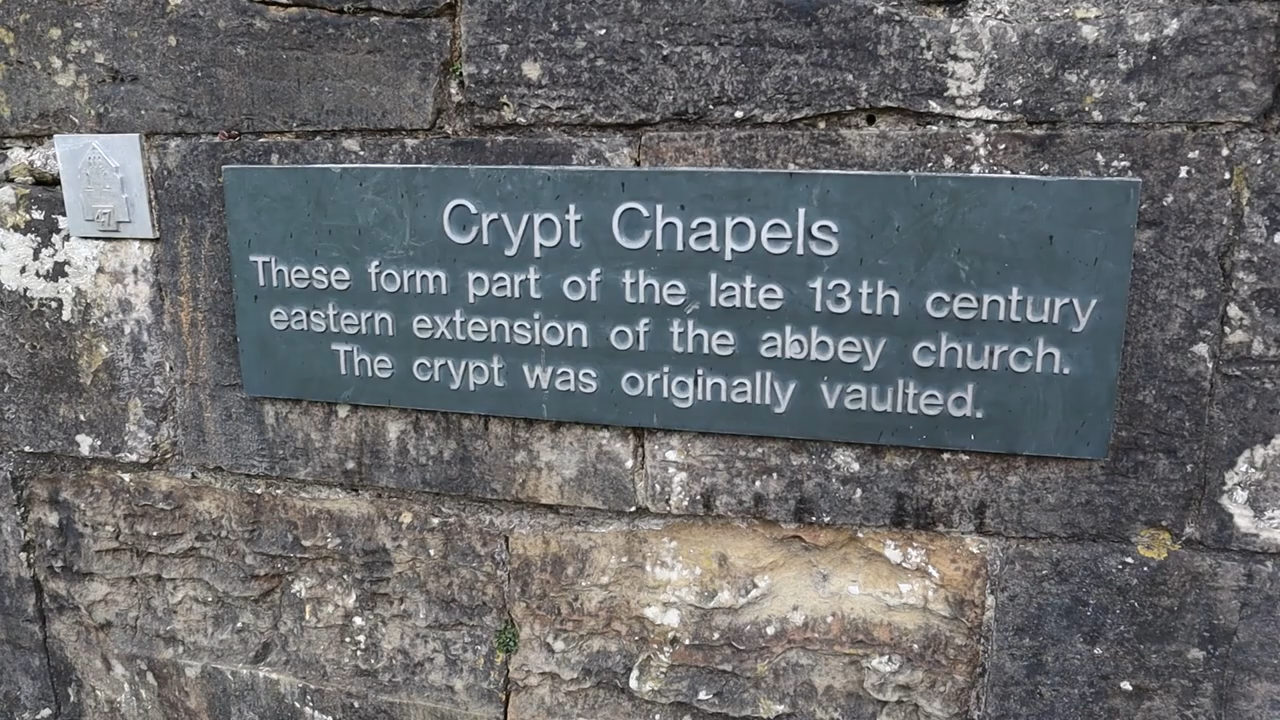 Crypt Chapels
These form part of the late 13th century
eastern extension of the abbey church.
The crypt was originally vaulted.
47